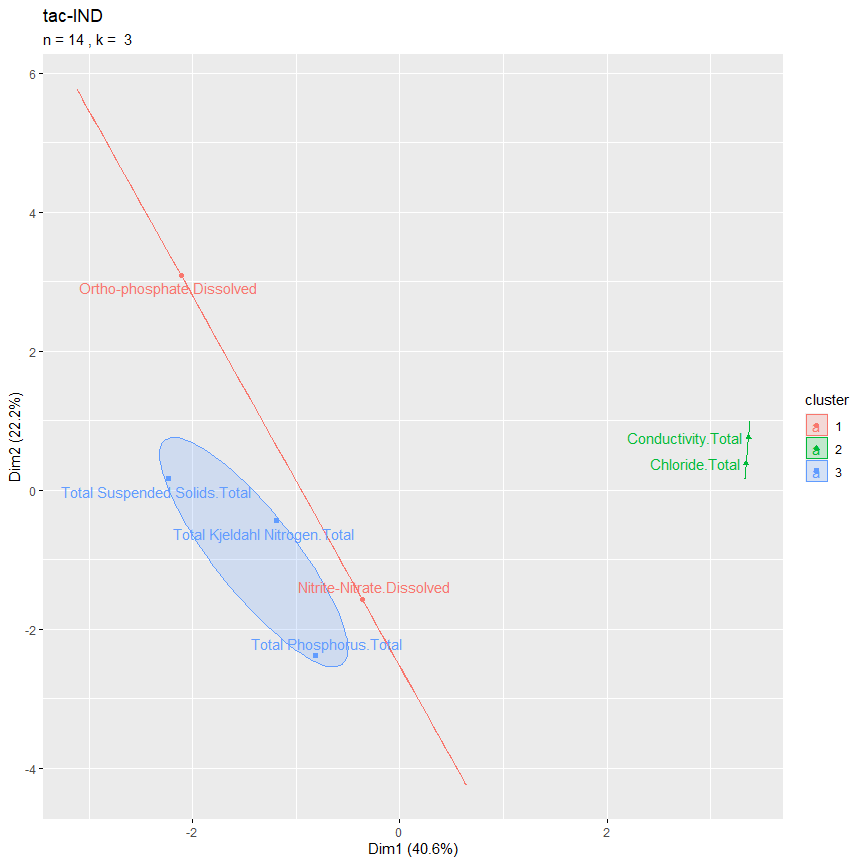 tac-IND
n = 14 , k =  3
6
4
2
0
-2
-4
Dim2 (22.2%)
Ortho-phosphate.Dissolved
Conductivity.Total
Chloride.Total
Total Suspended Solids.Total
Total Kjeldahl Nitrogen.Total
Nitrite-Nitrate.Dissolved
Total Phosphorus.Total
-2
0
2
Dim1 (40.6%)
cluster
a 1
a 2
a 3